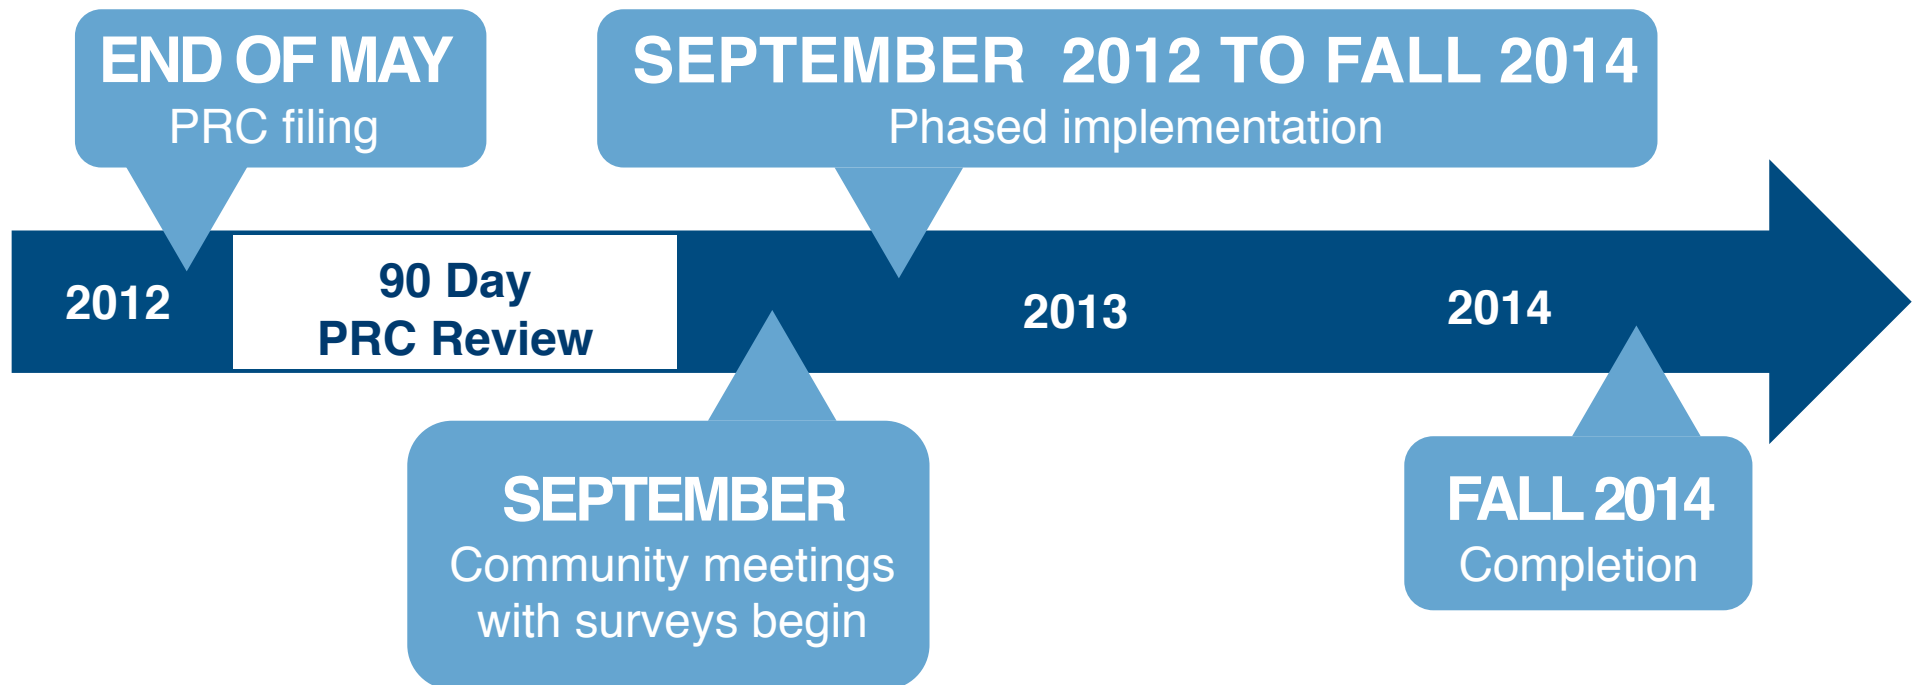 END OF MAY
PRC filing
SEPTEMBER 2012 TO FALL 2014
Phased implementation
2012
90 Day
PRC Review
2013
2014
SEPTEMBER
Community meetings
with surveys begin
FALL 2014
Completion